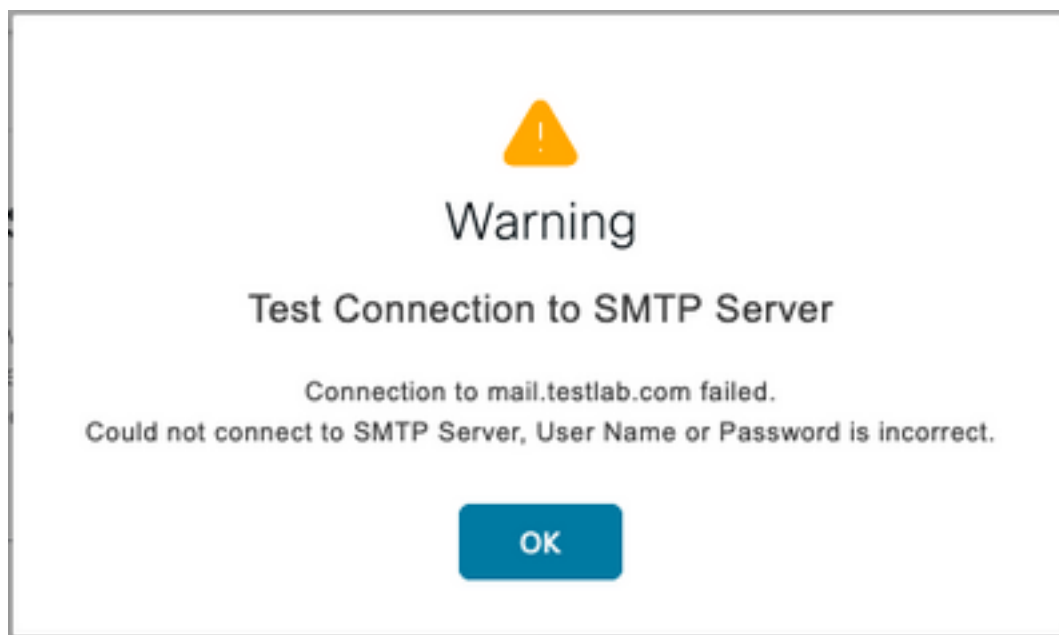 Warning
Test Connection to SMTP Server
Connection to mail.testlab.com failed.
Could not connect to SMTP Server, User Name or Password is incorrect.
OK